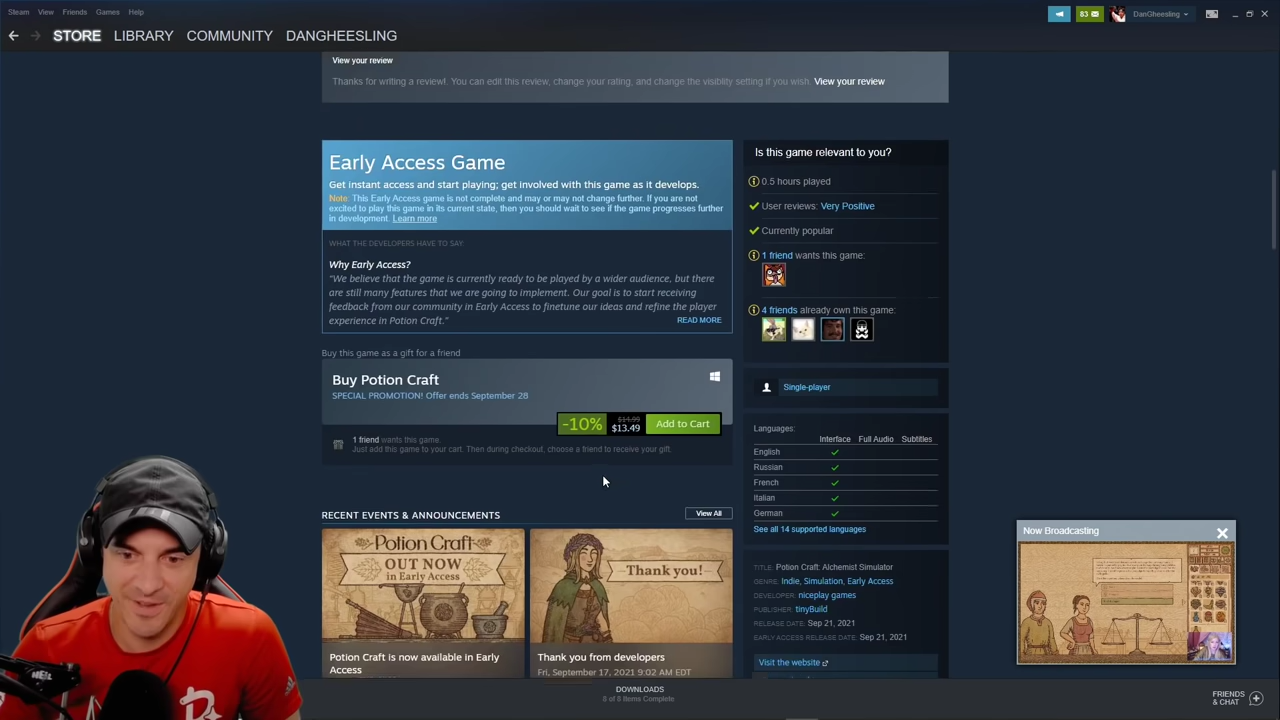 Steam View Friends Games Help
83
DanGheesling
STORE LIBRARY COMMUNITY DANGHEESLING
View your review
Thanks for writing a review!. You can edit this review, change your rating, and change the visiblity setting if you wish. View your review
Early Access Game
Get instant access and start playing; get involved with this game as it develops.
Note: This Early Access game is not complete and may or may not change further. If you are not
excited to play this game in its current state, then you should wait to see if the game progresses further
in development. Learn more
WHAT THE DEVELOPERS HAVE TO SAY:
Why Early Access?
“We believe that the game is currently ready to be played by a wider audience, but there
are still many features that we are going to implement. Our goal is to start receiving
feedback from our community in Early Access to finetune our ideas and refine the player
experience in Potion Craft.”
READ MORE
Buy this game as a gift for a friend
Buy Potion Craft
SPECIAL PROMOTION! Offer ends September 28
-10%
$14.99
$13.49
Add to Cart
1 friend wants this game.
Just add this game to your cart. Then during checkout, choose a friend to receive your gift.
RECENT EVENTS & ANNOUNCEMENTS
View All
Potion Craft
OUT NOW
in Early Access
Potion Craft is now available in Early
Access
Thank you!
Thank you from developers
Fri, September 17, 2021 9:02 AM EDT
Is this game relevant to you?
0.5 hours played
User reviews: Very Positive
Currently popular
1 friend wants this game:
4 friends already own this game:
Single-player
Languages:
Interface Full Audio Subtitles
English
Russian
French
Italian
German
See all 14 supported languages
TITLE: Potion Craft: Alchemist Simulator
GENRE: Indie, Simulation, Early Access
DEVELOPER: niceplay games
PUBLISHER: tinyBuild
RELEASE DATE: Sep 21, 2021
EARLY ACCESS RELEASE DATE: Sep 21, 2021
Visit the website
Now Broadcasting
DOWNLOADS
8 of 8 Items Complete
FRIENDS
& CHAT